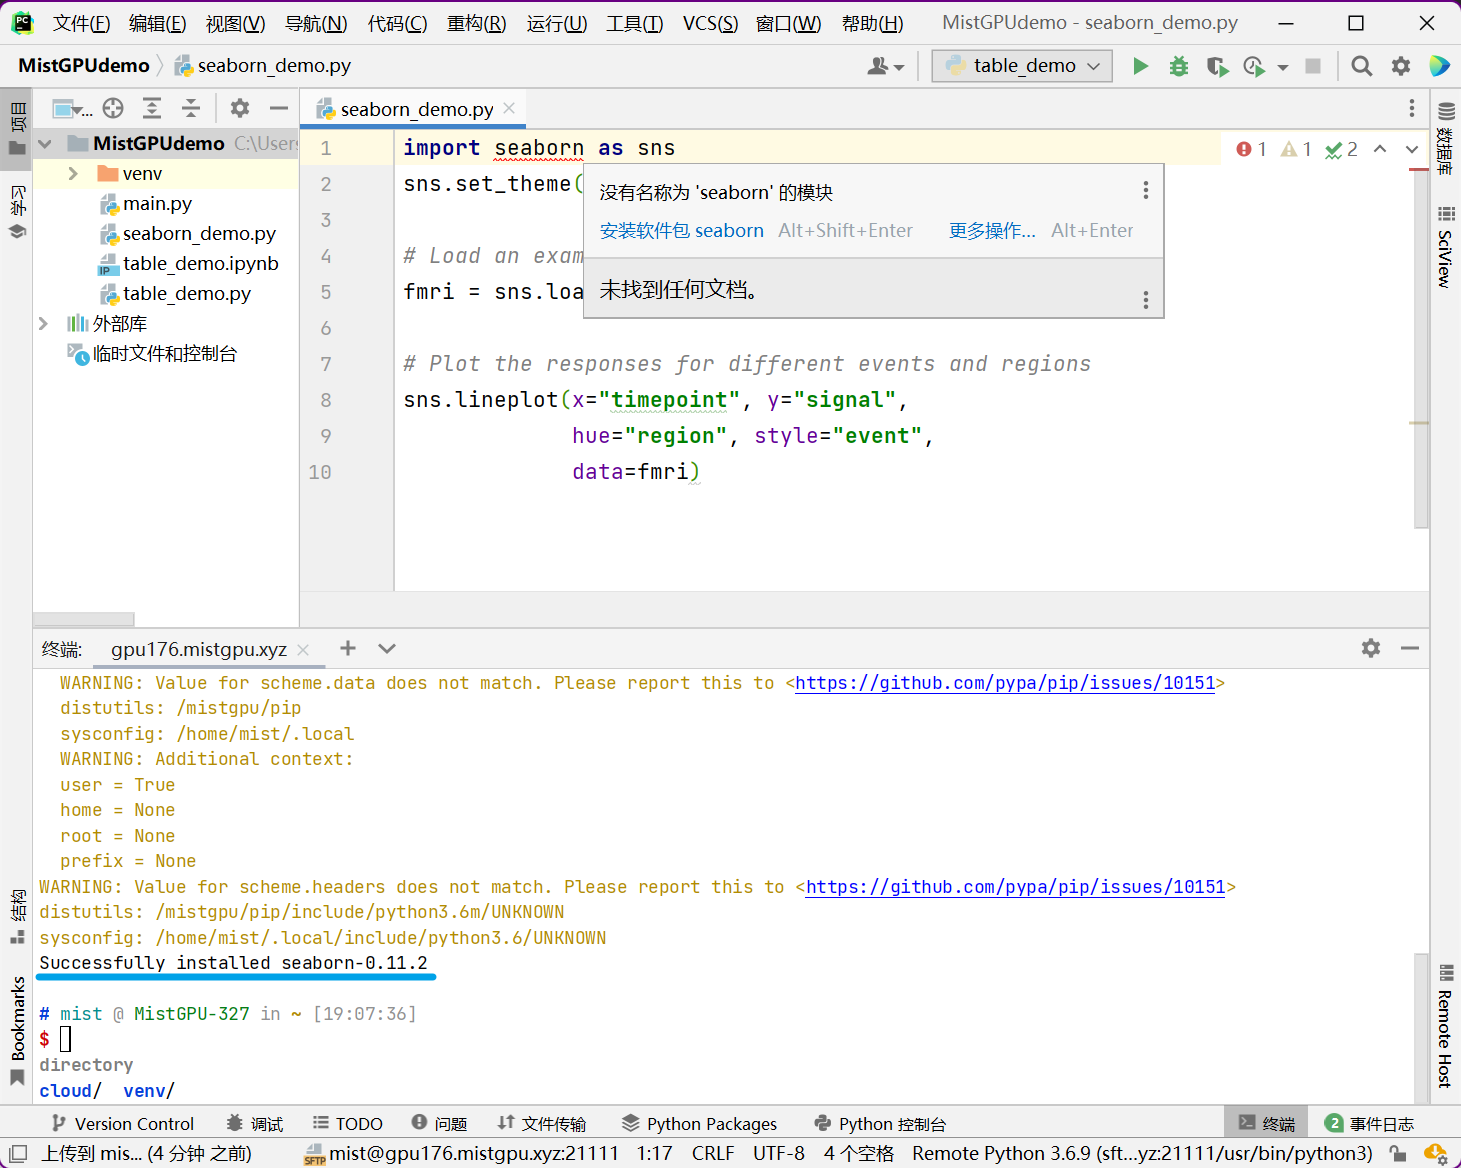 文件(F) 编辑(E) 视图(V) 导航(N) 代码(C) 重构(R) 运行(U) 工具(T) VCS(S) 窗口(W) 帮助(H) MistGPUdemo - seaborn_demo.py
MistGPUdemo seaborn_demo.py table_demo
项目
学习
结构
Bookmarks
MistGPUdemo C:\Users
venv
main.py
seaborn_demo.py
table_demo.ipynb
table_demo.py
外部库
临时文件和控制台
seaborn_demo.py
1 import seaborn as sns
2 sns.set_theme(
3
4 # Load an exam
5 fmri = sns.loa
6
7 # Plot the responses for different events and regions
8 sns.lineplot(x="timepoint", y="signal",
9 hue="region", style="event",
10 data=fmri)
1 1 2
没有名称为 'seaborn' 的模块
安装软件包 seaborn Alt+Shift+Enter 更多操作... Alt+Enter
未找到任何文档。
数据库
SciView
Remote Host
终端: gpu176.mistgpu.xyz
WARNING: Value for scheme.data does not match. Please report this to <https://github.com/pypa/pip/issues/10151>
distutils: /mistgpu/pip
sysconfig: /home/mist/.local
WARNING: Additional context:
user = True
home = None
root = None
prefix = None
WARNING: Value for scheme.headers does not match. Please report this to <https://github.com/pypa/pip/issues/10151>
distutils: /mistgpu/pip/include/python3.6m/UNKNOWN
sysconfig: /home/mist/.local/include/python3.6/UNKNOWN
Successfully installed seaborn-0.11.2
# mist @ MistGPU-327 in ~ [19:07:36]
$
directory
cloud/ venv/
Version Control 调试 TODO 问题 文件传输 Python Packages Python 控制台 终端 2 事件日志
上传到 mis... (4 分钟 之前) SFTP mist@gpu176.mistgpu.xyz:21111 1:17 CRLF UTF-8 4 个空格 Remote Python 3.6.9 (sft...yz:21111/usr/bin/python3)